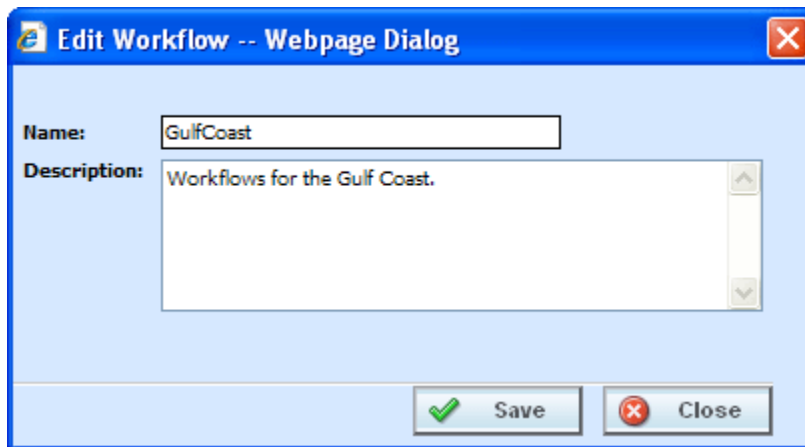 Edit Workflow -- Webpage Dialog
Name: GulfCoast
Description: Workflows for the Gulf Coast.
Save Close